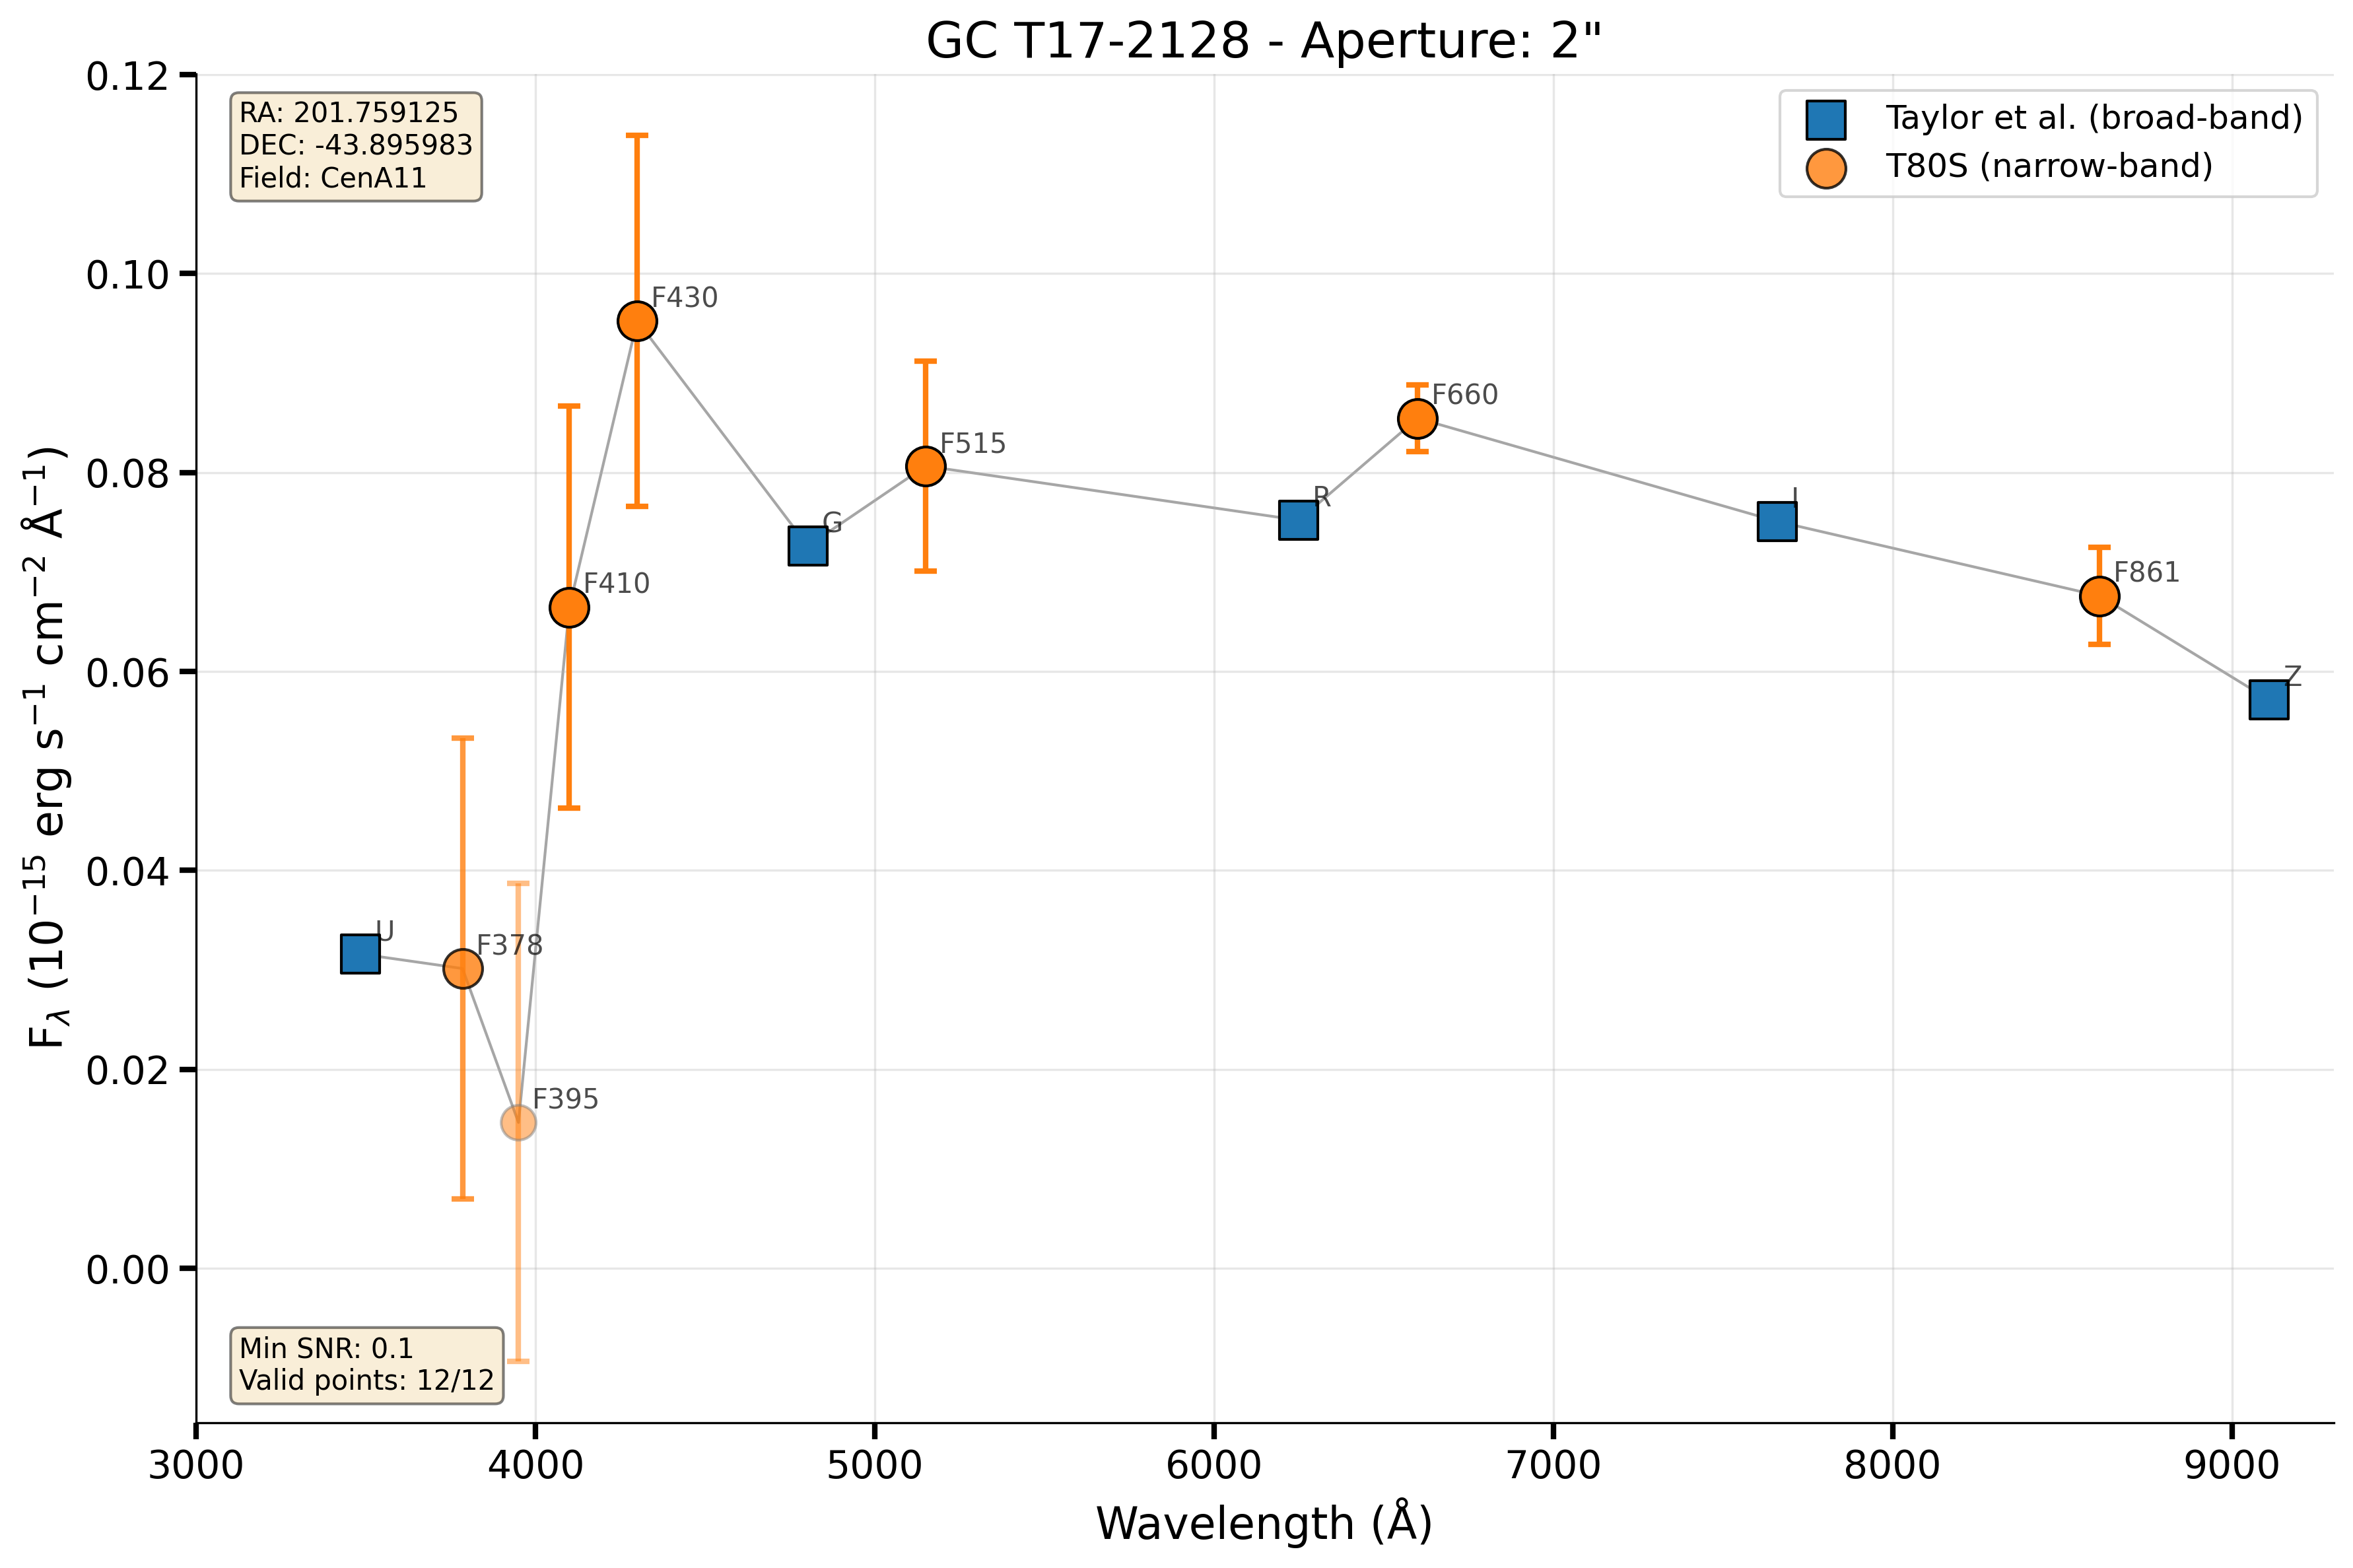 GC T17-2128 - Aperture: 2"
RA: 201.759125
DEC: -43.895983
Field: CenA11
Taylor et al. (broad-band)
T80S (narrow-band)
0.12
0.10
0.08
0.06
0.04
0.02
0.00
F_λ (10⁻¹⁵ erg s⁻¹ cm⁻² Å⁻¹)
U
F378
F395
F410
F430
G
F515
R
F660
I
F861
Z
Min SNR: 0.1
Valid points: 12/12
3000 4000 5000 6000 7000 8000 9000
Wavelength (Å)